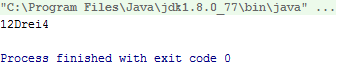 "C:\Program Files\Java\jdk1.8.0_77\bin\java" ...
12Drei4
Process finished with exit code 0